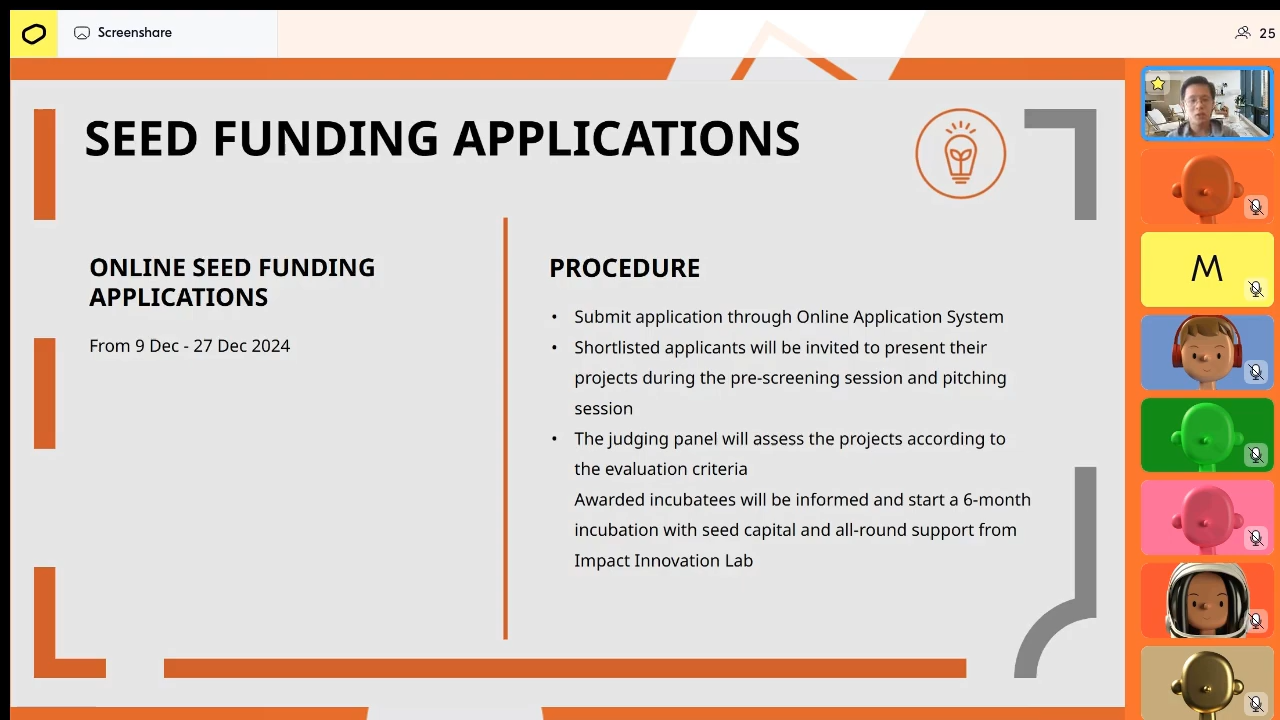 Screenshare
25
SEED FUNDING APPLICATIONS
ONLINE SEED FUNDING
APPLICATIONS
From 9 Dec - 27 Dec 2024
PROCEDURE
• Submit application through Online Application System
• Shortlisted applicants will be invited to present their
projects during the pre-screening session and pitching
session
• The judging panel will assess the projects according to
the evaluation criteria
Awarded incubatees will be informed and start a 6-month
incubation with seed capital and all-round support from
Impact Innovation Lab
M